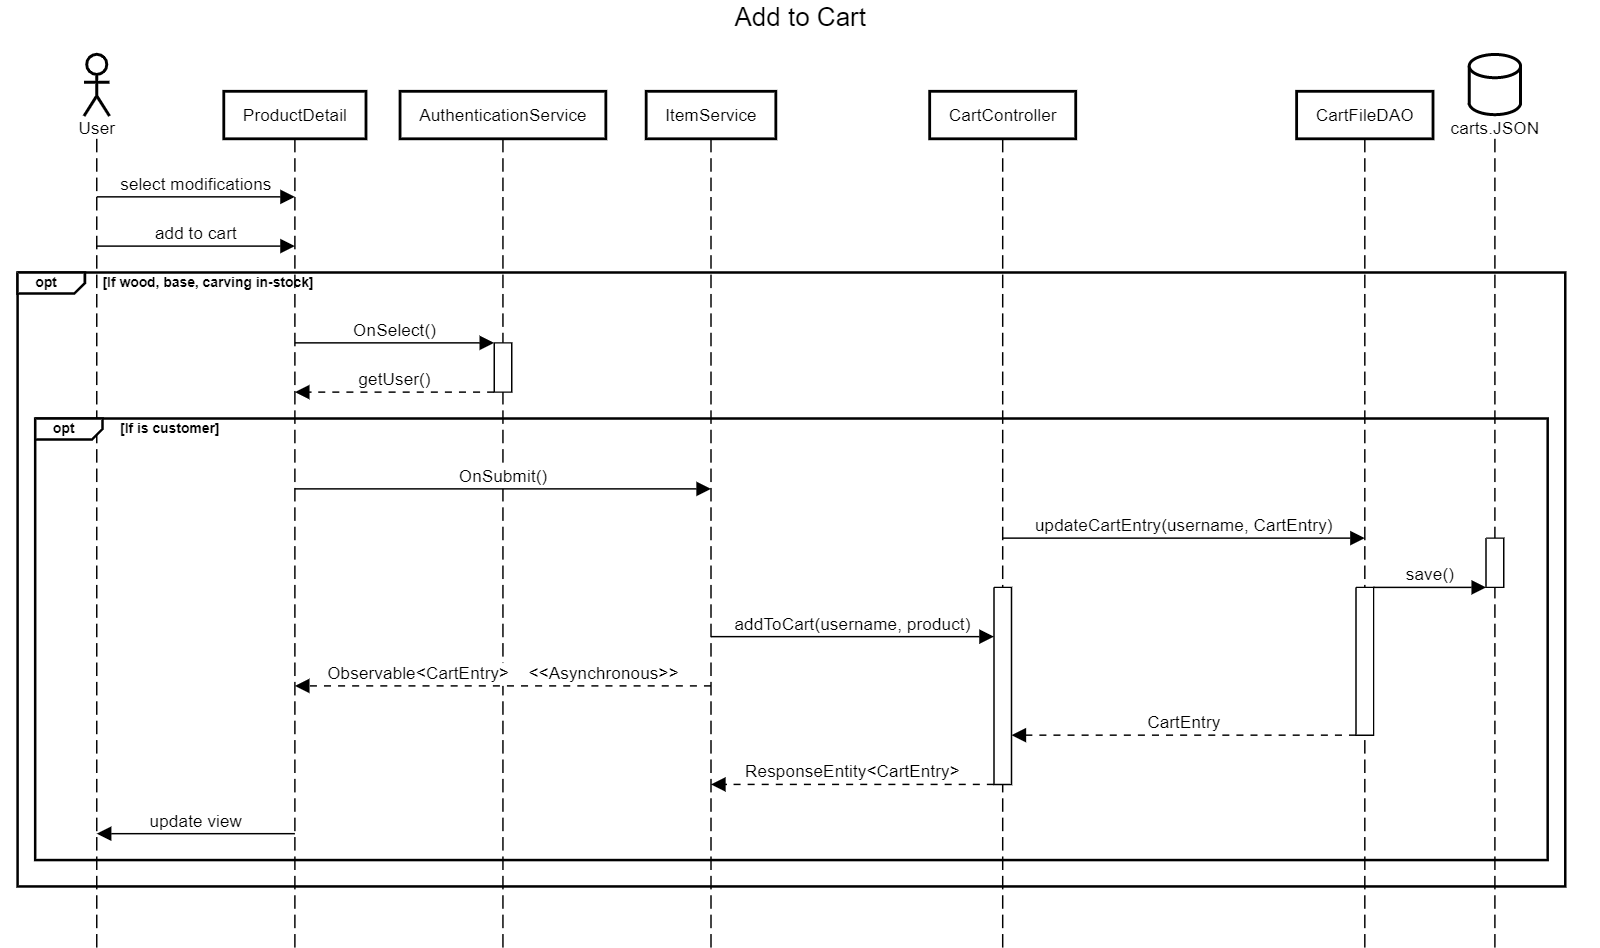 Add to Cart
User
ProductDetail
AuthenticationService
ItemService
CartController
CartFileDAO
carts.JSON
select modifications
add to cart
opt
[If wood, base, carving in-stock]
OnSelect()
getUser()
opt
[If is customer]
OnSubmit()
updateCartEntry(username, CartEntry)
save()
addToCart(username, product)
Observable<CartEntry> <<Asynchronous>>
CartEntry
ResponseEntity<CartEntry>
update view